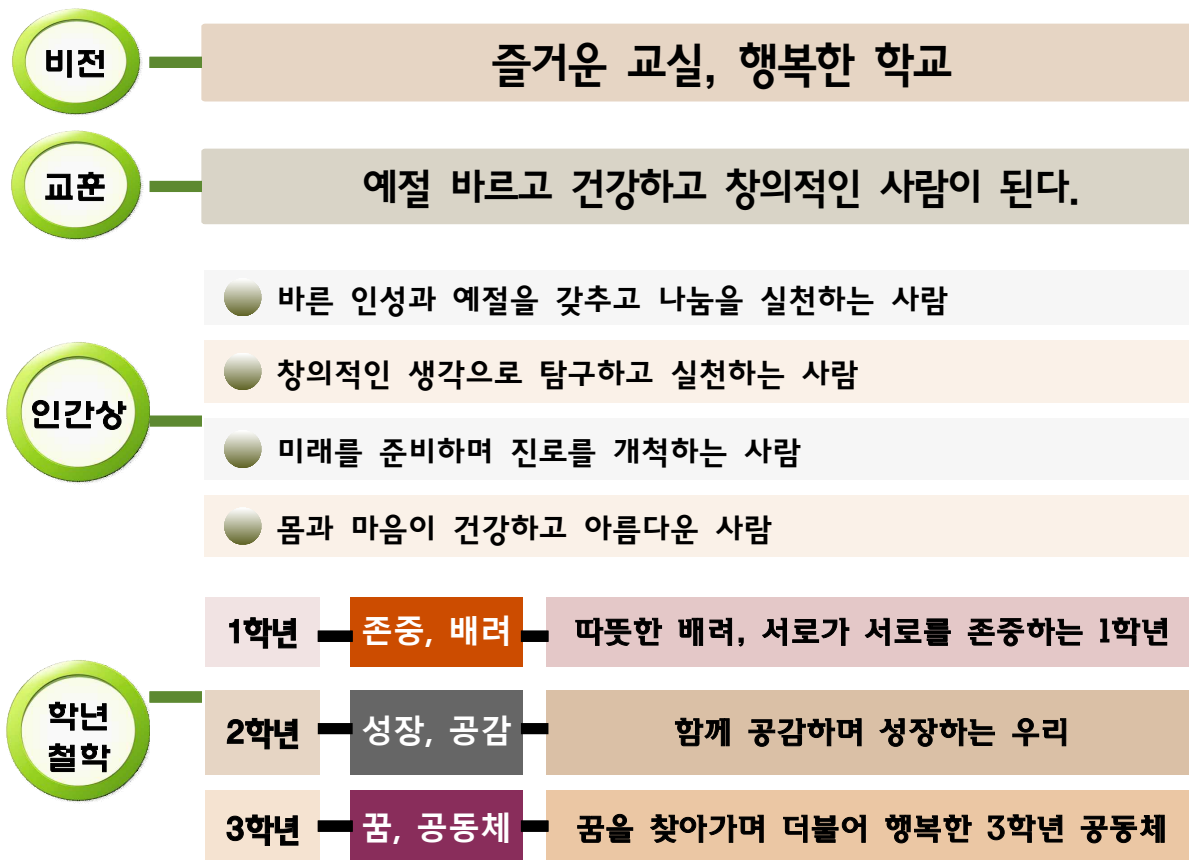 비전
즐거운 교실, 행복한 학교
교훈
예절 바르고 건강하고 창의적인 사람이 된다.
인간상
바른 인성과 예절을 갖추고 나눔을 실천하는 사람
창의적인 생각으로 탐구하고 실천하는 사람
미래를 준비하며 진로를 개척하는 사람
몸과 마음이 건강하고 아름다운 사람
학년
철학
1학년 존중, 배려 따뜻한 배려, 서로가 서로를 존중하는 1학년
2학년 성장, 공감 함께 공감하며 성장하는 우리
3학년 꿈, 공동체 꿈을 찾아가며 더불어 행복한 3학년 공동체